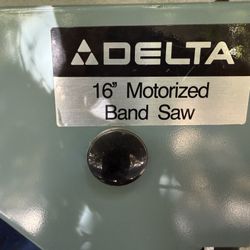 DELTA
16" Motorized
Band Saw